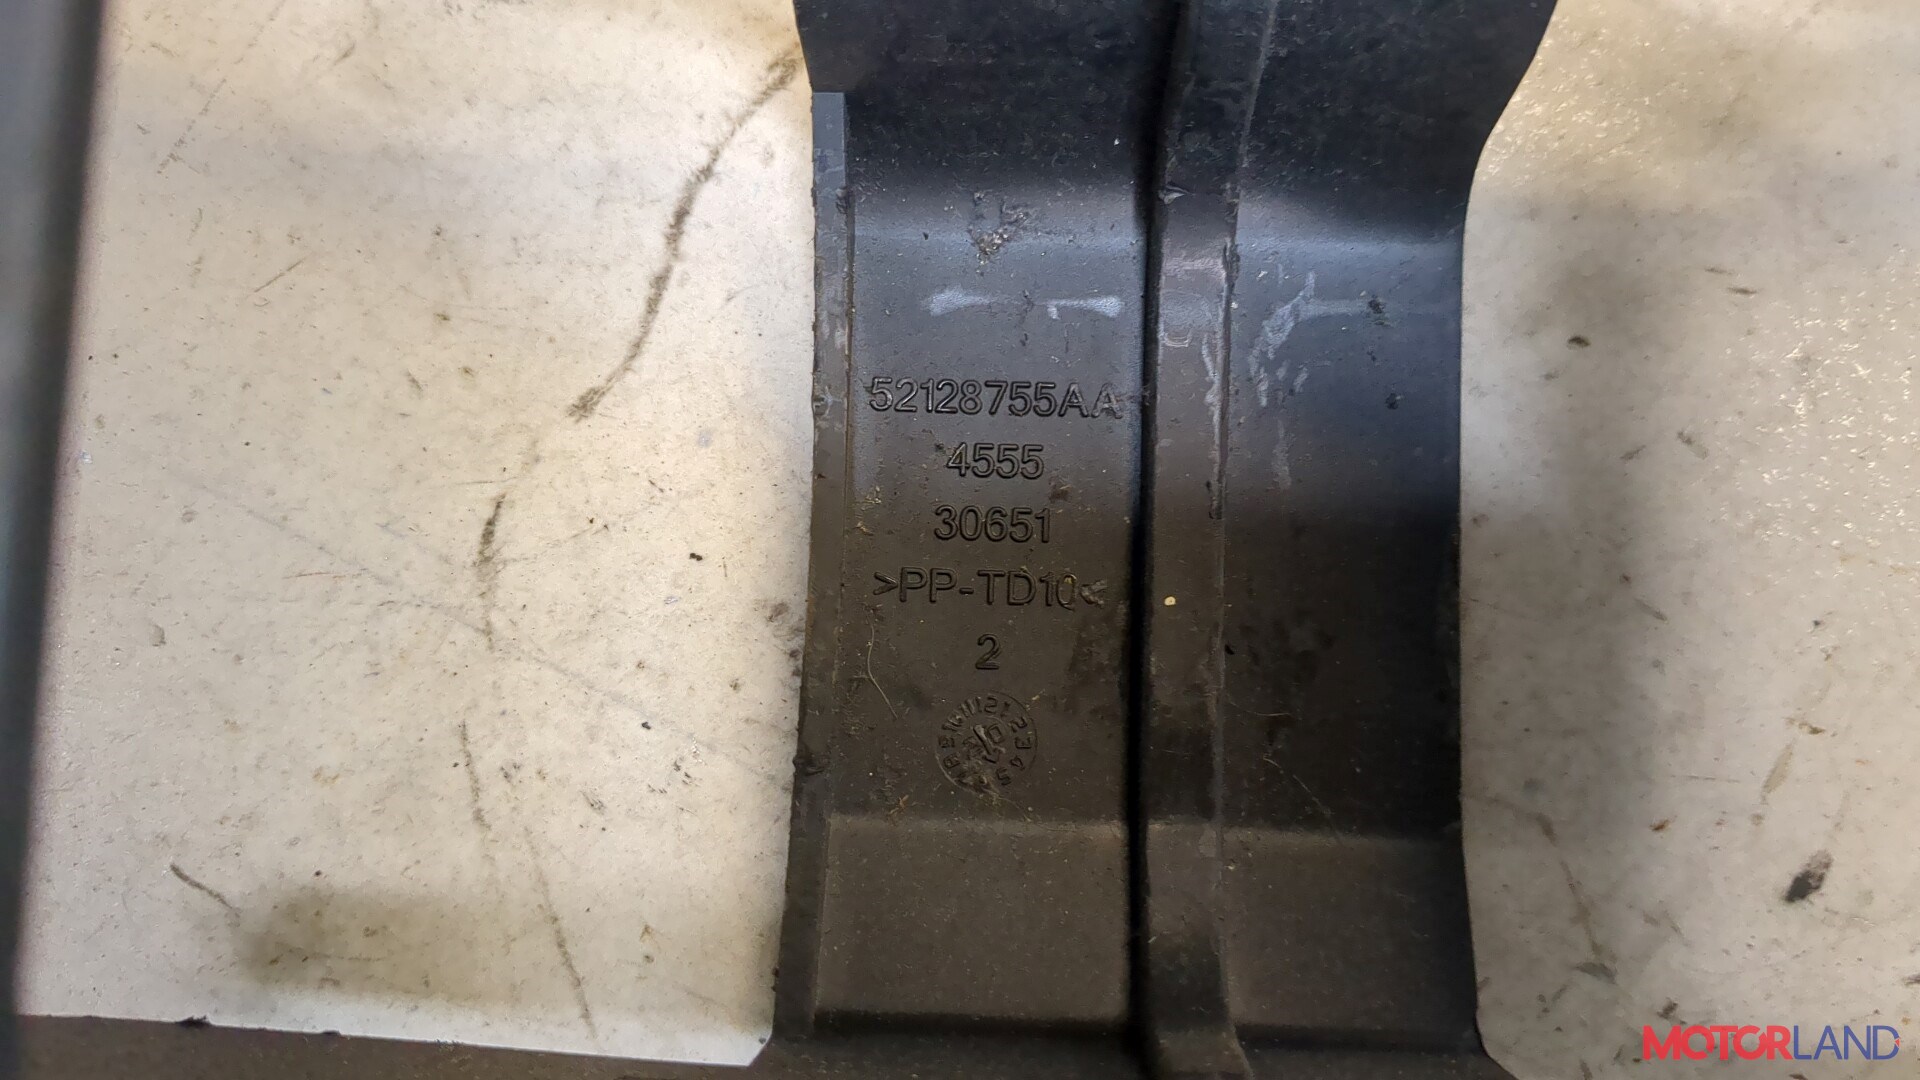 52128755AA
4555
30651
>PP-TD10<
2
MOTORLAND